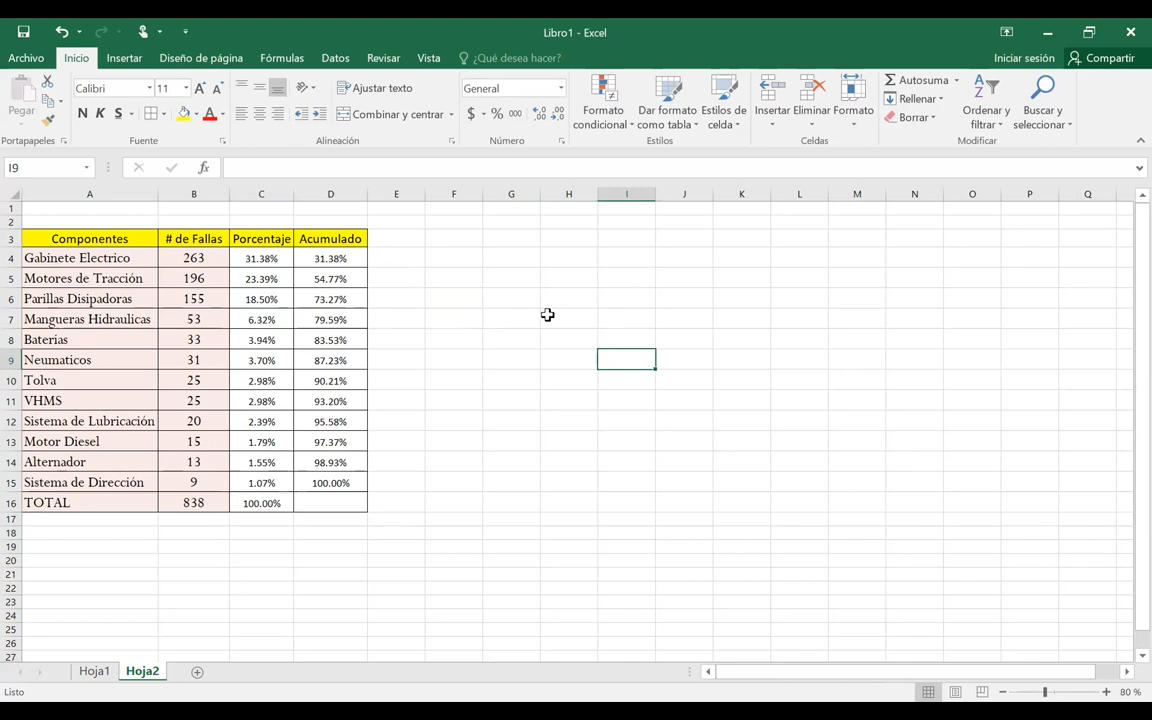 Libro1 - Excel
Archivo Inicio Insertar Diseño de página Fórmulas Datos Revisar Vista ¿Qué desea hacer? Iniciar sesión Compartir
Pegar
Calibri 11
N K S
Ajustar texto
Combinar y centrar
General
$ % 000
Formato condicional
Dar formato como tabla
Estilos de celda
Insertar Eliminar Formato
Autosuma
Rellenar
Borrar
Ordenar y filtrar
Buscar y seleccionar
Portapapeles Fuente Alineación Número Estilos Celdas Modificar
I9 fx
A B C D E F G H I J K L M N O P Q
1
2
3 Componentes # de Fallas Porcentaje Acumulado
4 Gabinete Electrico 263 31.38% 31.38%
5 Motores de Tracción 196 23.39% 54.77%
6 Parillas Disipadoras 155 18.50% 73.27%
7 Mangueras Hidraulicas 53 6.32% 79.59%
8 Baterias 33 3.94% 83.53%
9 Neumaticos 31 3.70% 87.23%
10 Tolva 25 2.98% 90.21%
11 VHMS 25 2.98% 93.20%
12 Sistema de Lubricación 20 2.39% 95.58%
13 Motor Diesel 15 1.79% 97.37%
14 Alternador 13 1.55% 98.93%
15 Sistema de Dirección 9 1.07% 100.00%
16 TOTAL 838 100.00%
17
18
19
20
21
22
23
24
25
26
27
Hoja1 Hoja2
Listo 80 %